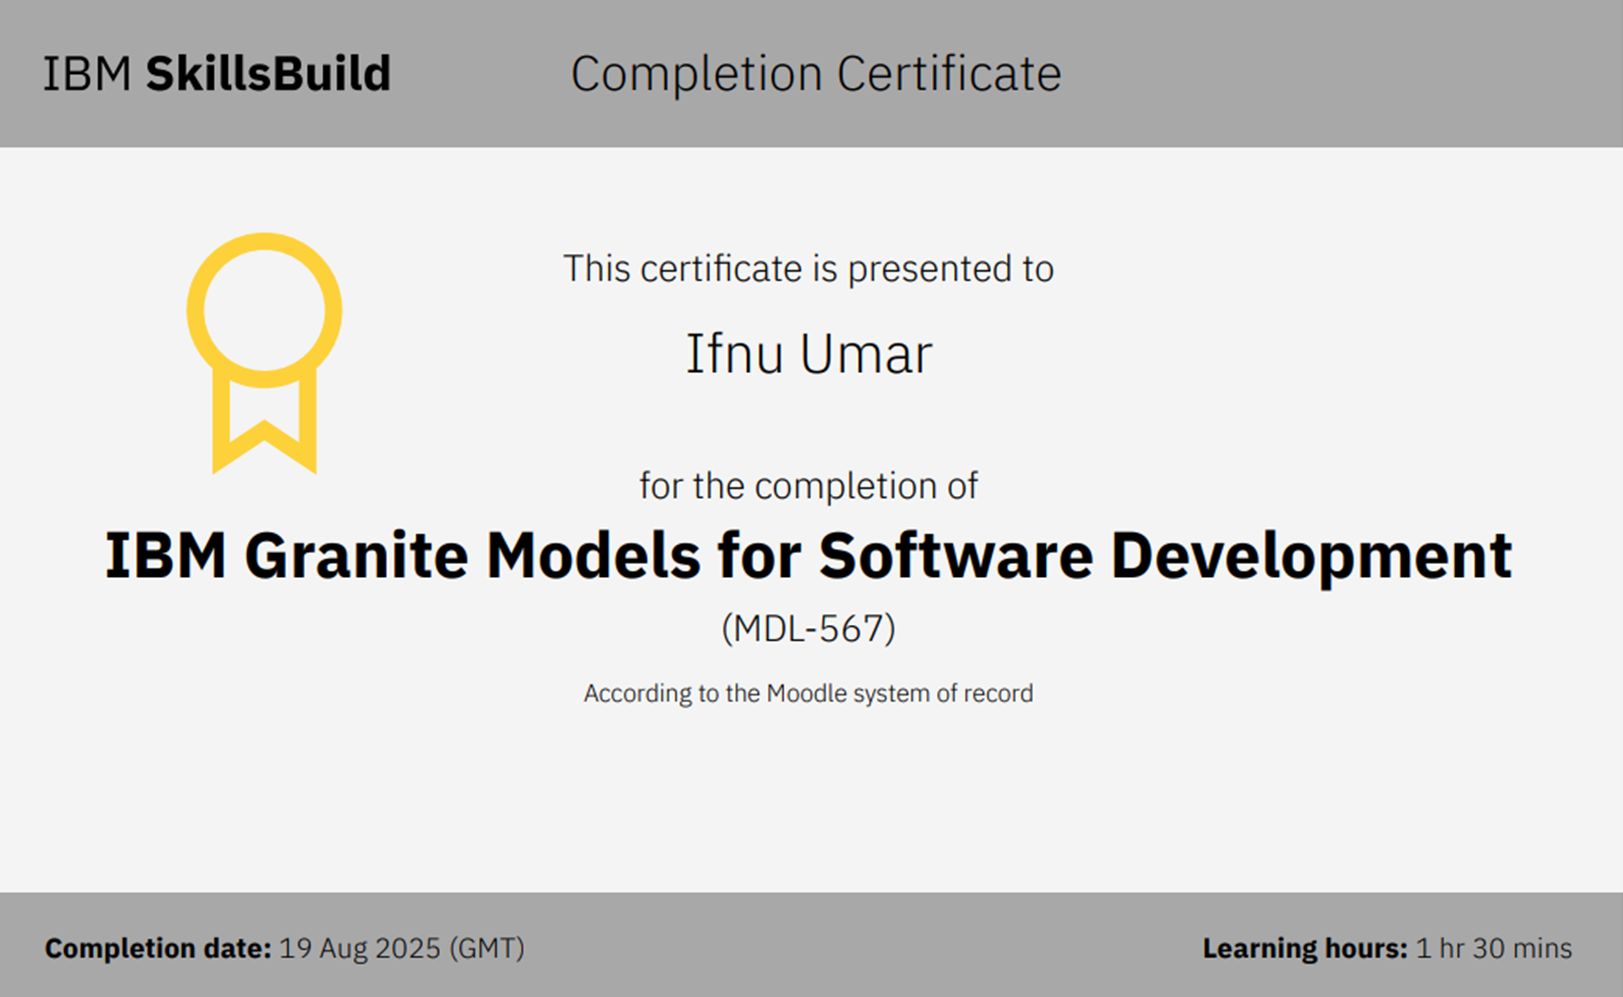 IBM SkillsBuild
Completion Certificate
This certificate is presented to
Ifnu Umar
for the completion of
IBM Granite Models for Software Development
(MDL-567)
According to the Moodle system of record
Completion date: 19 Aug 2025 (GMT)
Learning hours: 1 hr 30 mins